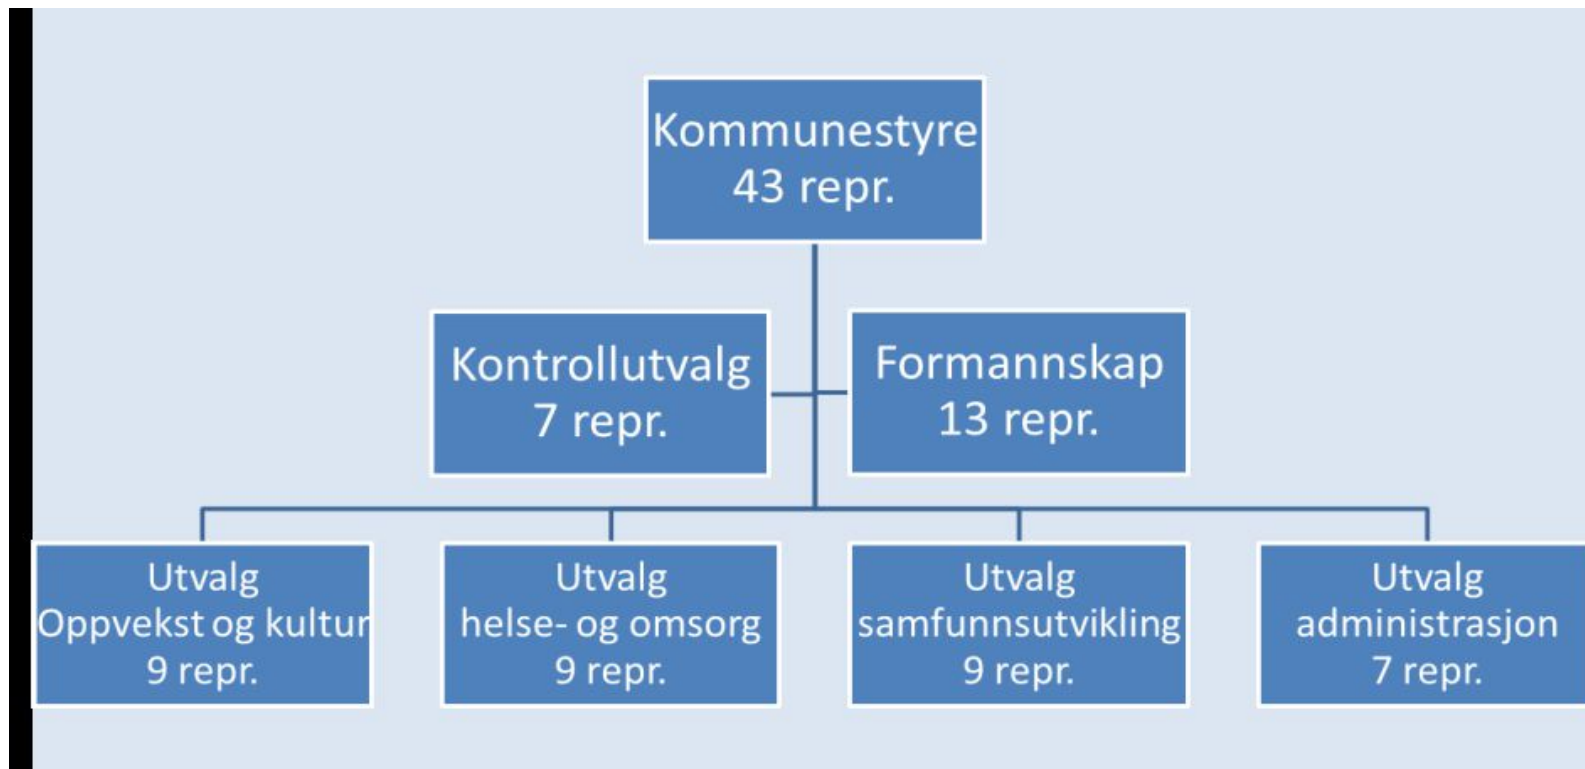 Kommunestyre
43 repr.
Kontrollutvalg
7 repr.
Formannskap
13 repr.
Utvalg
Oppvekst og kultur
9 repr.
Utvalg
helse- og omsorg
9 repr.
Utvalg
samfunnsutvikling
9 repr.
Utvalg
administrasjon
7 repr.